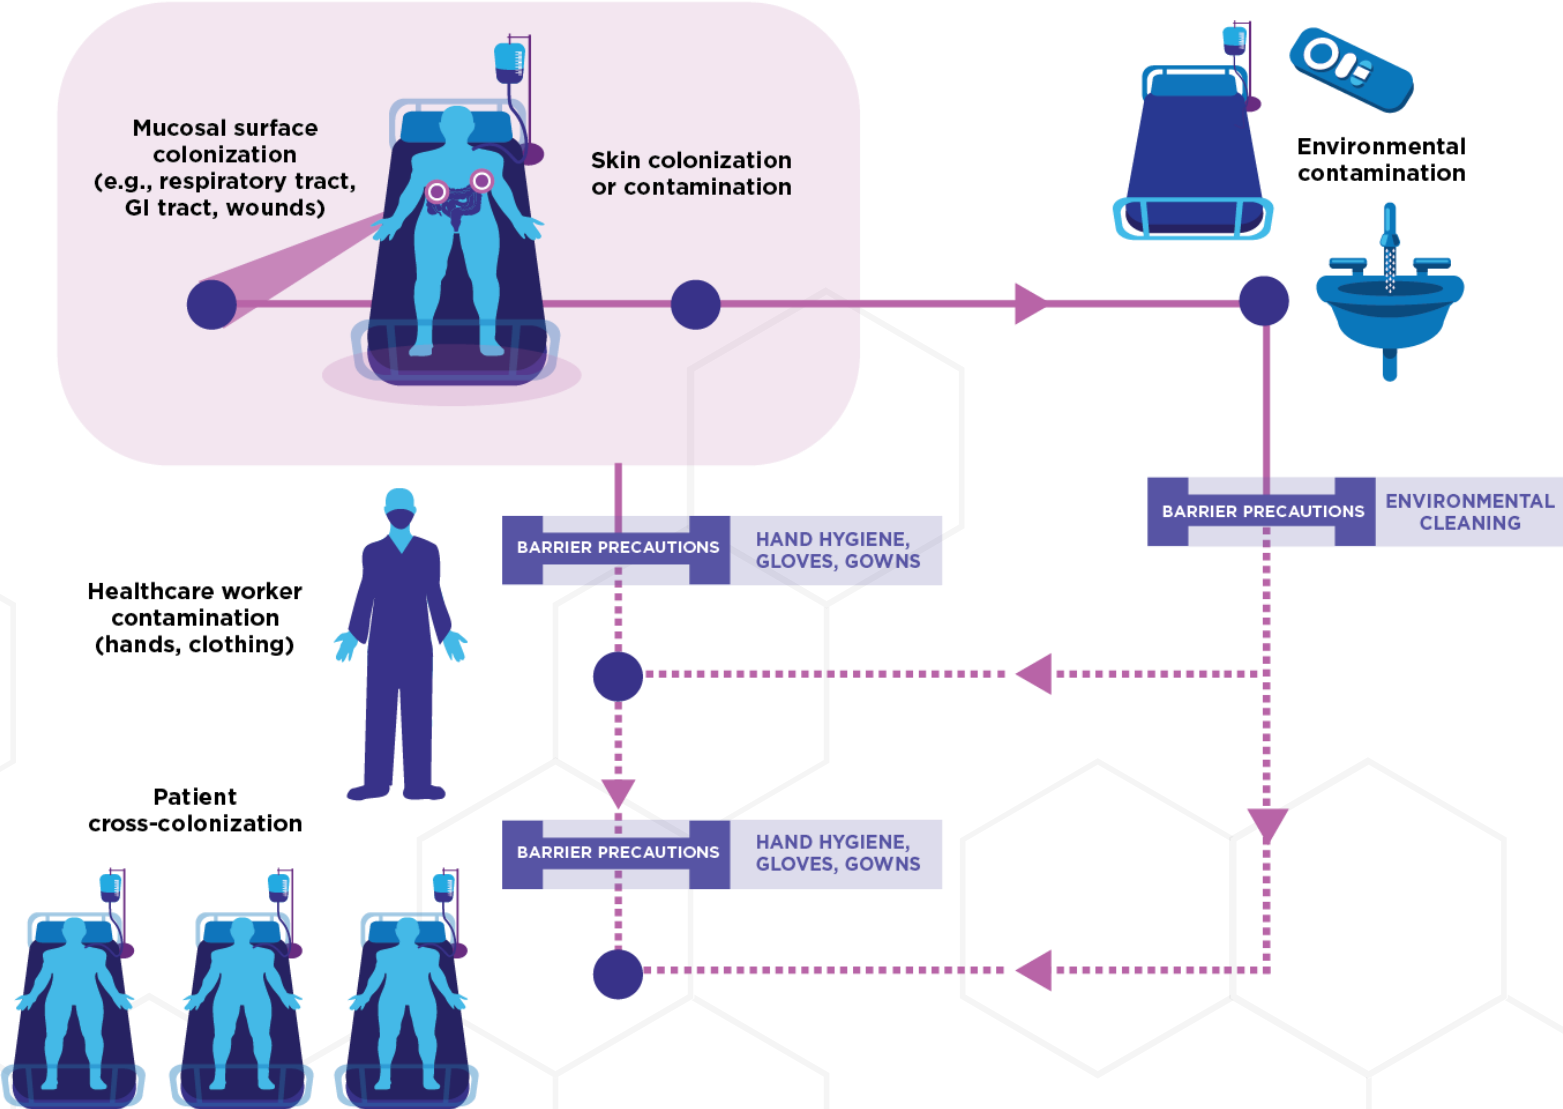 Mucosal surface
colonization
(e.g., respiratory tract,
GI tract, wounds)
Skin colonization
or contamination
Environmental
contamination
BARRIER PRECAUTIONS
ENVIRONMENTAL
CLEANING
BARRIER PRECAUTIONS
HAND HYGIENE,
GLOVES, GOWNS
Healthcare worker
contamination
(hands, clothing)
Patient
cross-colonization
BARRIER PRECAUTIONS
HAND HYGIENE,
GLOVES, GOWNS